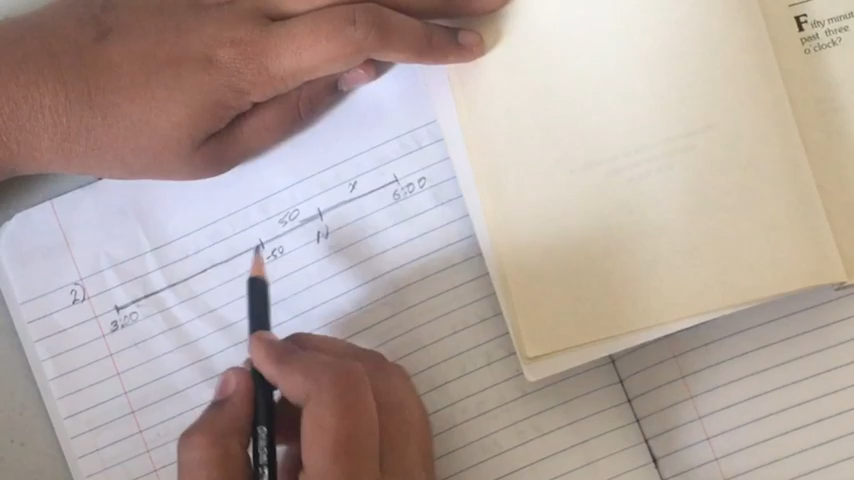 2)
3:00
-50
50
N
x
6:00
Fifty minut
past three
o'clock?